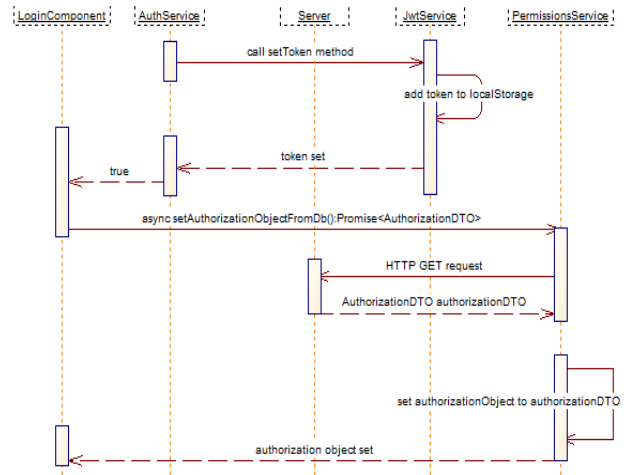 LoginComponent AuthService Server JwtService PermissionsService
call setToken method
add token to localStorage
token set
true
async setAuthorizationObjectFromDb():Promise<AuthorizationDTO>
HTTP GET request
AuthorizationDTO authorizationDTO
set authorizationObject to authorizationDTO
authorization object set